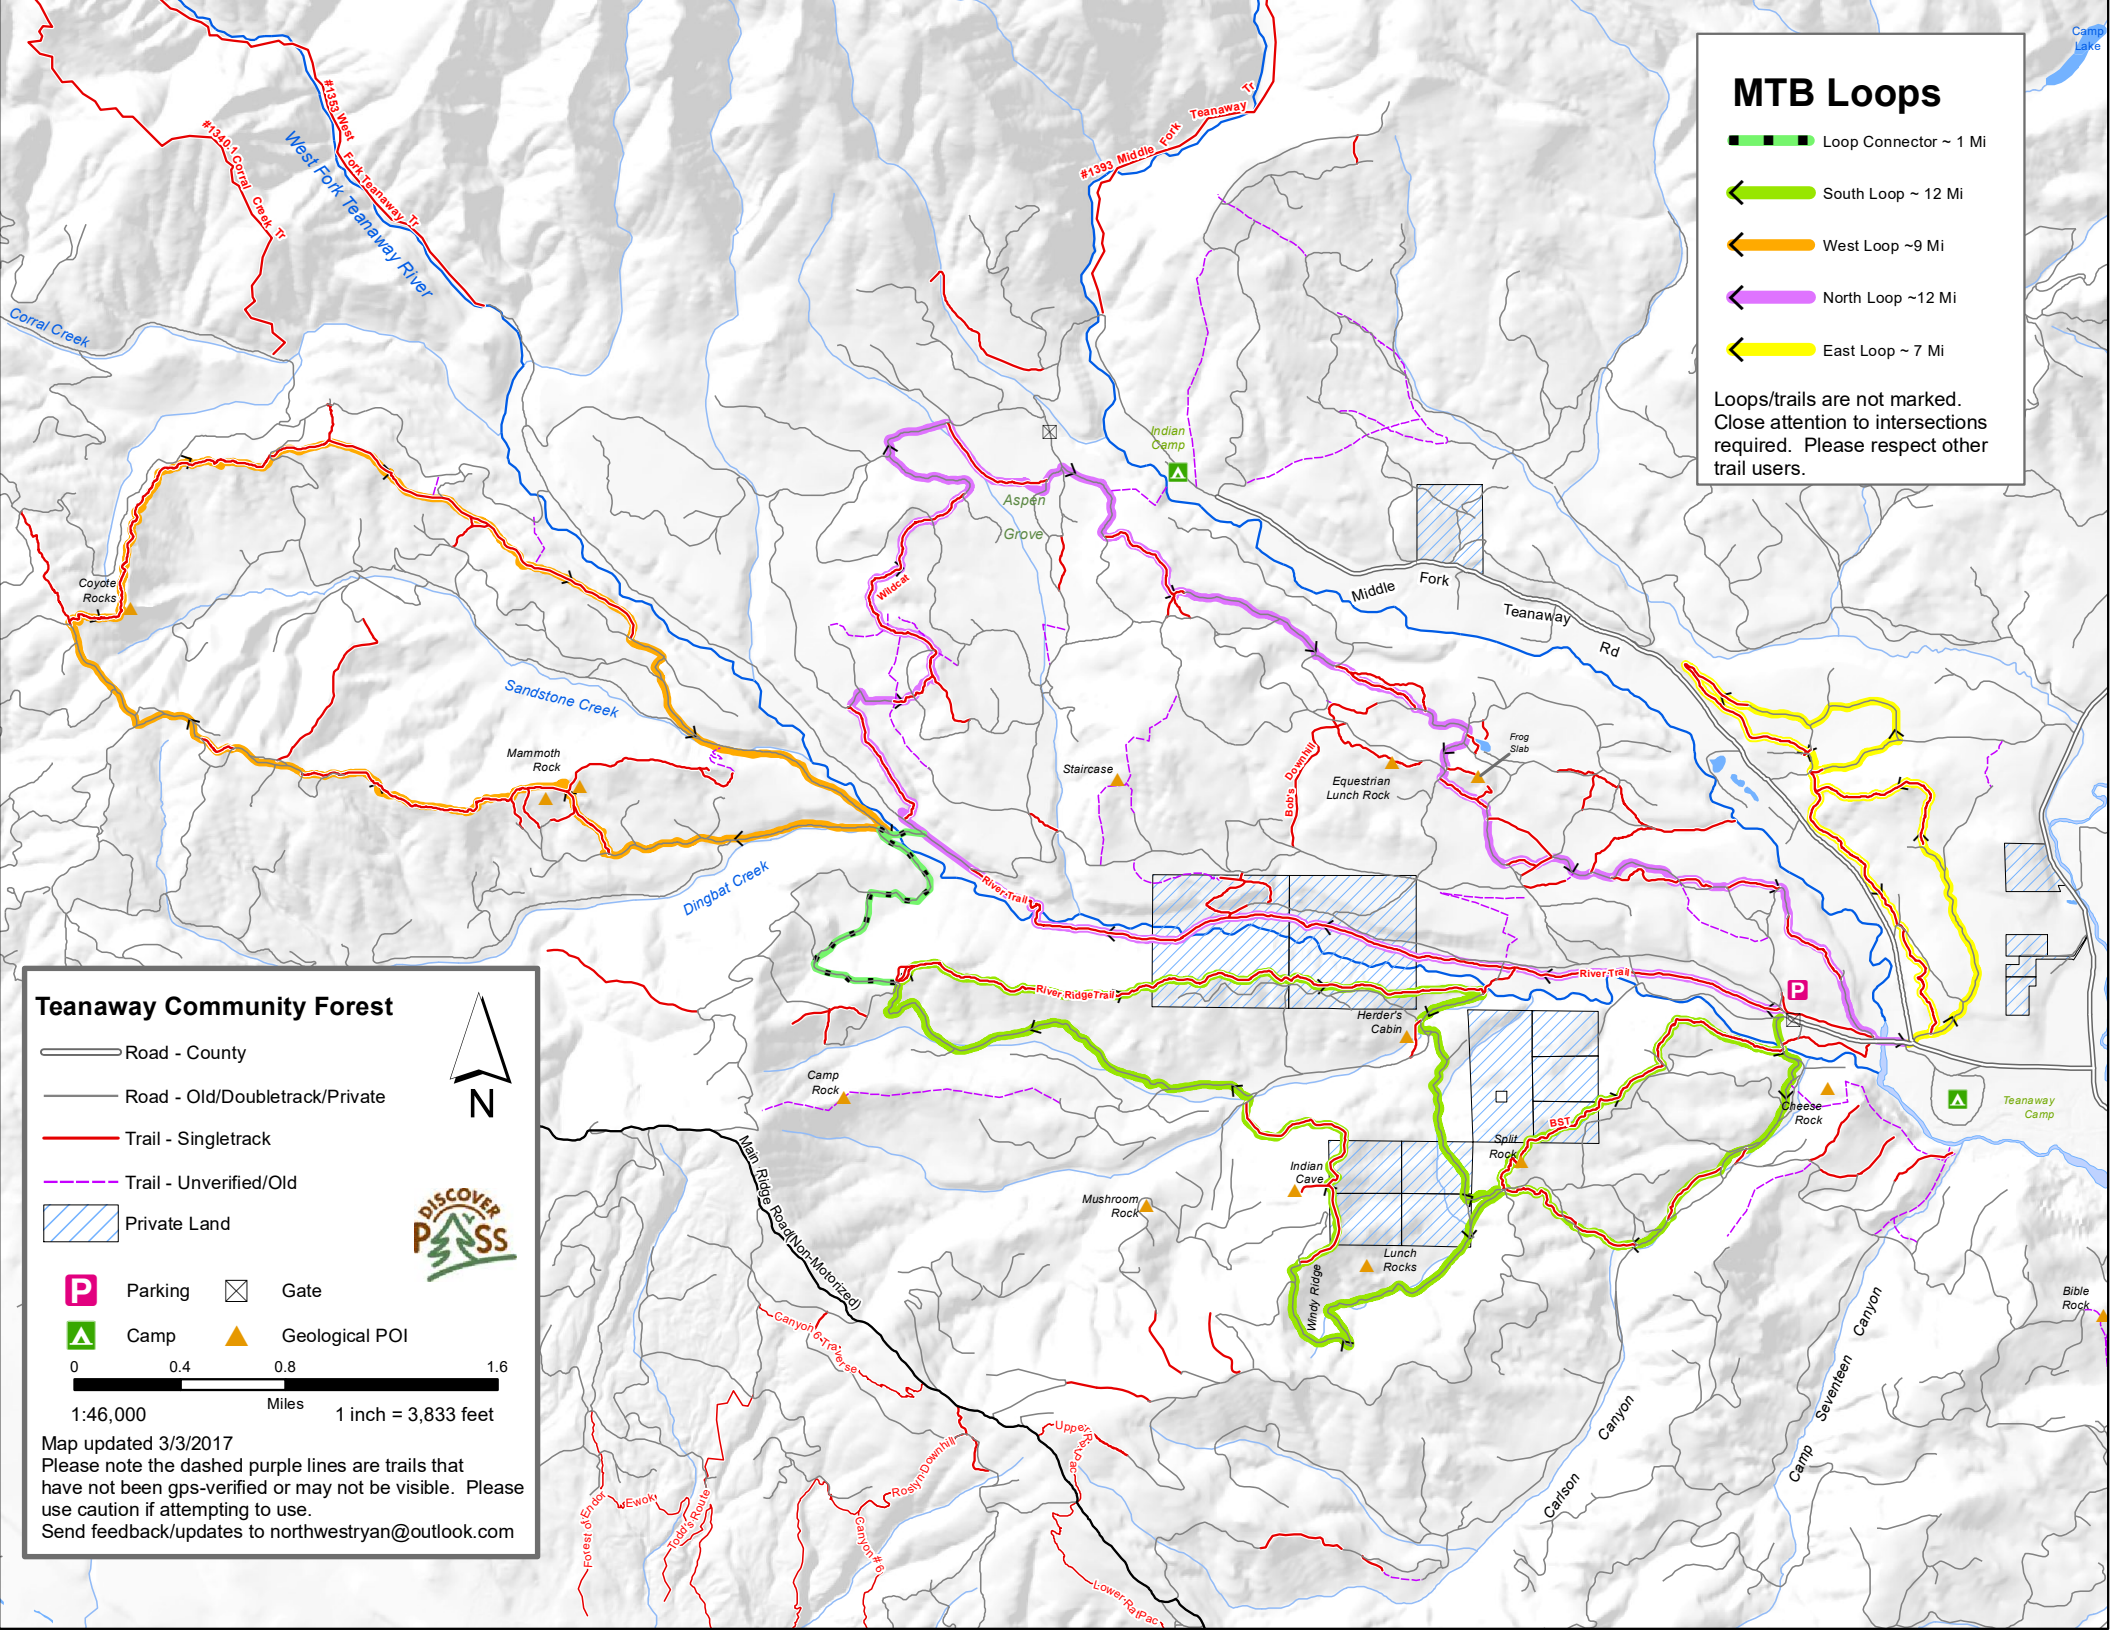 Camp
Lake
MTB Loops
Loop Connector ~ 1 Mi
South Loop ~ 12 Mi
West Loop ~9 Mi
North Loop ~12 Mi
East Loop ~ 7 Mi
Loops/trails are not marked.
Close attention to intersections
required.  Please respect other
trail users.
#1353 West Fork Teanaway Tr
#1340.1 Corral Creek Tr
West Fork Teanaway River
#1393 Middle Fork Teanaway Tr
Corral Creek
Indian
Camp
Aspen
Grove
Coyote
Rocks
Wildcat
Middle Fork Teanaway Rd
Sandstone Creek
Mammoth
Rock
Staircase
Bob's Downhill
Equestrian
Lunch Rock
Frog
Slab
Dingbat Creek
River Trail
River Trail
River Ridge Trail
P
Herder's
Cabin
Camp
Rock
Cheese
Rock
Teanaway
Camp
BST
Split
Rock
Indian
Cave
Mushroom
Rock
Lunch
Rocks
Windy Ridge
Main Ridge Road(Non-Motorized)
Canyon 6 Traverse
Bible
Rock
Carlson Canyon
Camp Seventeen Canyon
Upper Rat Pac
Roslyn Downhill
Forest of Endor
Ewok
Todd's Route
Canyon # 6
Lower Rat Pac
Teanaway Community Forest
Road - County
Road - Old/Doubletrack/Private
Trail - Singletrack
Trail - Unverified/Old
Private Land
N
DISCOVER
PASS
P
Parking
Gate
Camp
Geological POI
0 0.4 0.8 1.6
Miles
1:46,000 1 inch = 3,833 feet
Map updated 3/3/2017
Please note the dashed purple lines are trails that
have not been gps-verified or may not be visible.  Please
use caution if attempting to use.
Send feedback/updates to northwestryan@outlook.com